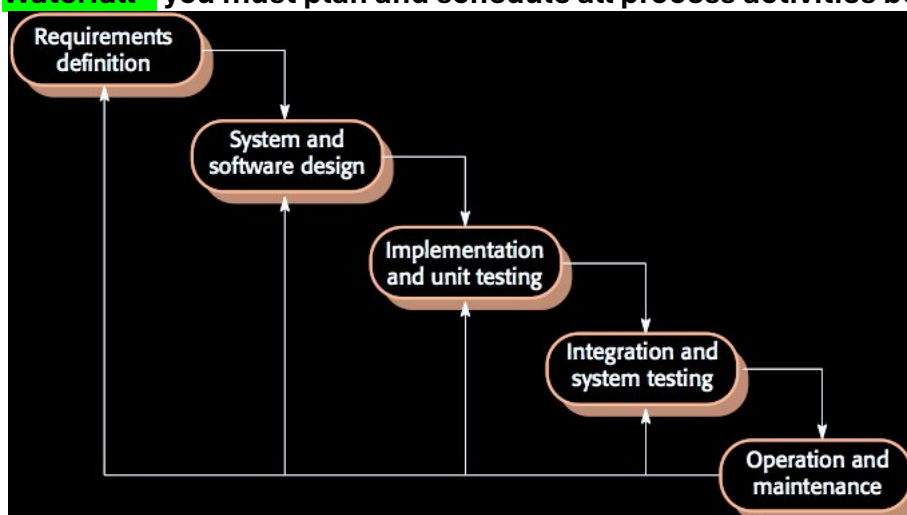 Waterfall - you must plan and schedule all process activities be
Requirements
definition
System and
software design
Implementation
and unit testing
Integration and
system testing
Operation and
maintenance